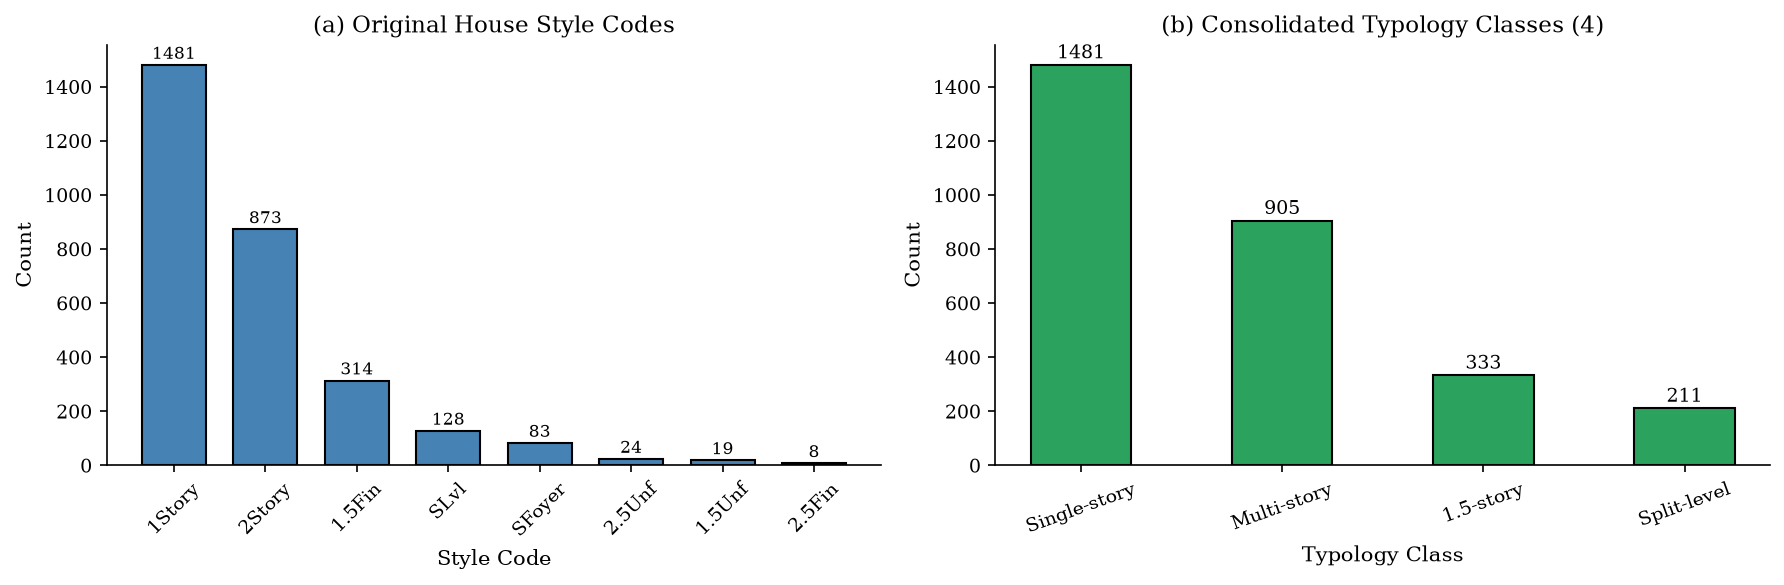 (a) Original House Style Codes
Count
1400
1200
1000
800
600
400
200
0
1481
873
314
128
83
24
19
8
1Story
2Story
1.5Fin
SLvl
SFoyer
2.5Unf
1.5Unf
2.5Fin
Style Code
(b) Consolidated Typology Classes (4)
Count
1400
1200
1000
800
600
400
200
0
1481
905
333
211
Single-story
Multi-story
1.5-story
Split-level
Typology Class